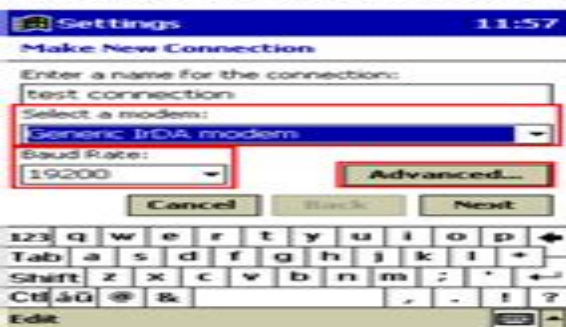 Settings 11:57
Make New Connection
Enter a name for the connection:
test connection
Select a modem:
Generic IrDA modem
Baud Rate:
19200 Advanced...
Cancel Back Next
123 q w e r t y u i o p
Tab a s d f g h j k l
Shift z x c v b n m ; '
Ctl áü @ & , . ! ?
Edit